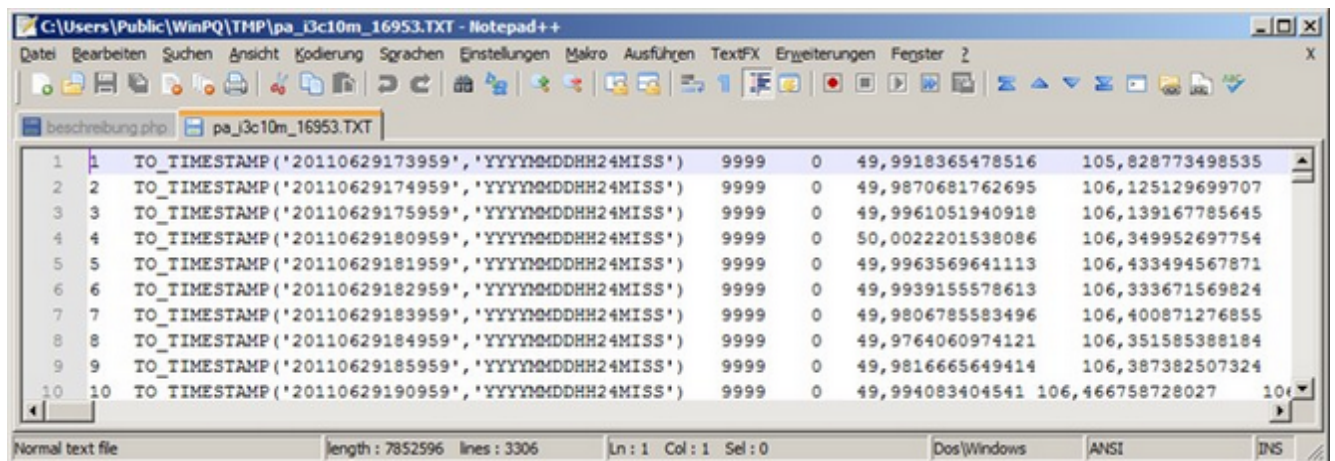 C:\Users\Public\WinPQ\TMP\pa_i3c10m_16953.TXT - Notepad++
Datei Bearbeiten Suchen Ansicht Kodierung Sprachen Einstellungen Makro Ausführen TextFX Erweiterungen Fenster ? X
beschreibung.php pa_i3c10m_16953.TXT
1 1 TO_TIMESTAMP('20110629173959','YYYYMMDDHH24MISS') 9999 0 49,9918365478516 105,828773498535
2 2 TO_TIMESTAMP('20110629174959','YYYYMMDDHH24MISS') 9999 0 49,9870681762695 106,125129699707
3 3 TO_TIMESTAMP('20110629175959','YYYYMMDDHH24MISS') 9999 0 49,9961051940918 106,139167785645
4 4 TO_TIMESTAMP('20110629180959','YYYYMMDDHH24MISS') 9999 0 50,0022201538086 106,349952697754
5 5 TO_TIMESTAMP('20110629181959','YYYYMMDDHH24MISS') 9999 0 49,9963569641113 106,433494567871
6 6 TO_TIMESTAMP('20110629182959','YYYYMMDDHH24MISS') 9999 0 49,9939155578613 106,333671569824
7 7 TO_TIMESTAMP('20110629183959','YYYYMMDDHH24MISS') 9999 0 49,9806785583496 106,400871276855
8 8 TO_TIMESTAMP('20110629184959','YYYYMMDDHH24MISS') 9999 0 49,9764060974121 106,351585388184
9 9 TO_TIMESTAMP('20110629185959','YYYYMMDDHH24MISS') 9999 0 49,9816665649414 106,387382507324
10 10 TO_TIMESTAMP('20110629190959','YYYYMMDDHH24MISS') 9999 0 49,994083404541 106,466758728027
Normal text file length : 7852596 lines : 3306 Ln : 1 Col : 1 Sel : 0 Dos\Windows ANSI INS